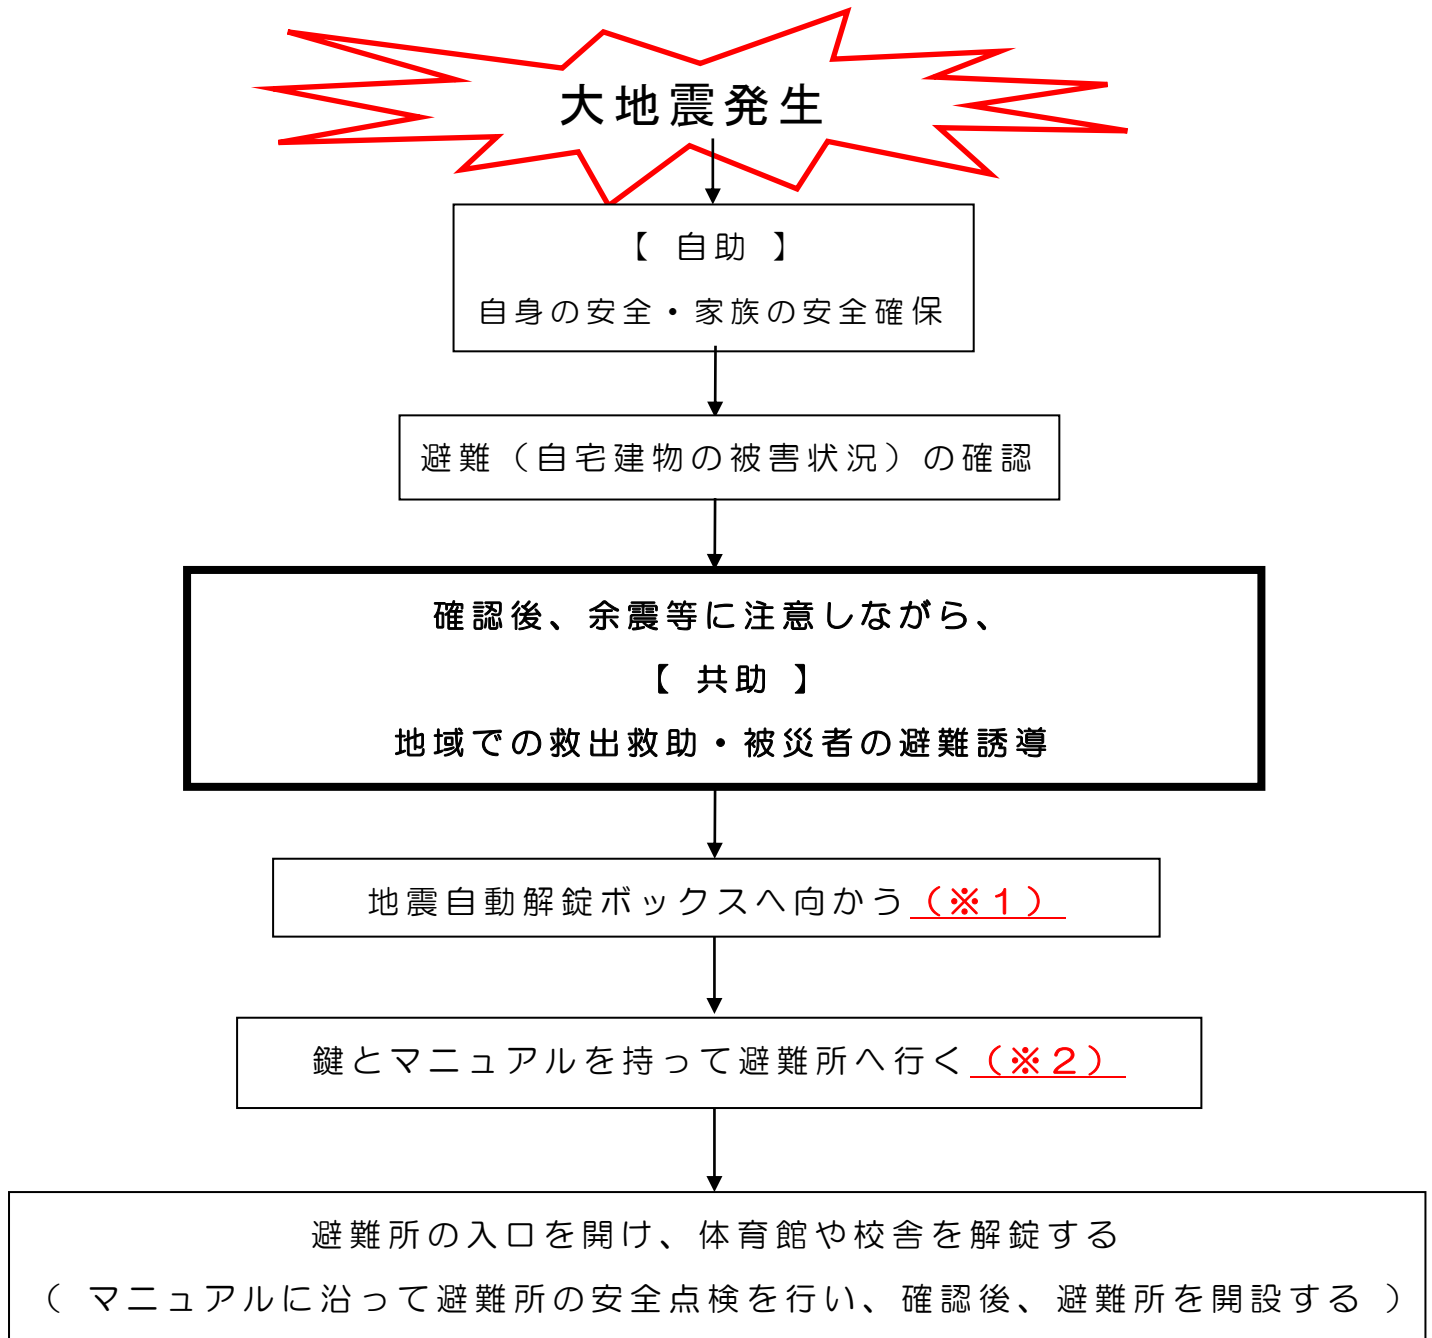 大地震発生
【 自助 】
自身の安全・家族の安全確保
避難（自宅建物の被害状況）の確認
確認後、余震等に注意しながら、
【 共助 】
地域での救出救助・被災者の避難誘導
地震自動解錠ボックスへ向かう（※１）
鍵とマニュアルを持って避難所へ行く（※２）
避難所の入口を開け、体育館や校舎を解錠する
（ マニュアルに沿って避難所の安全点検を行い、確認後、避難所を開設する ）